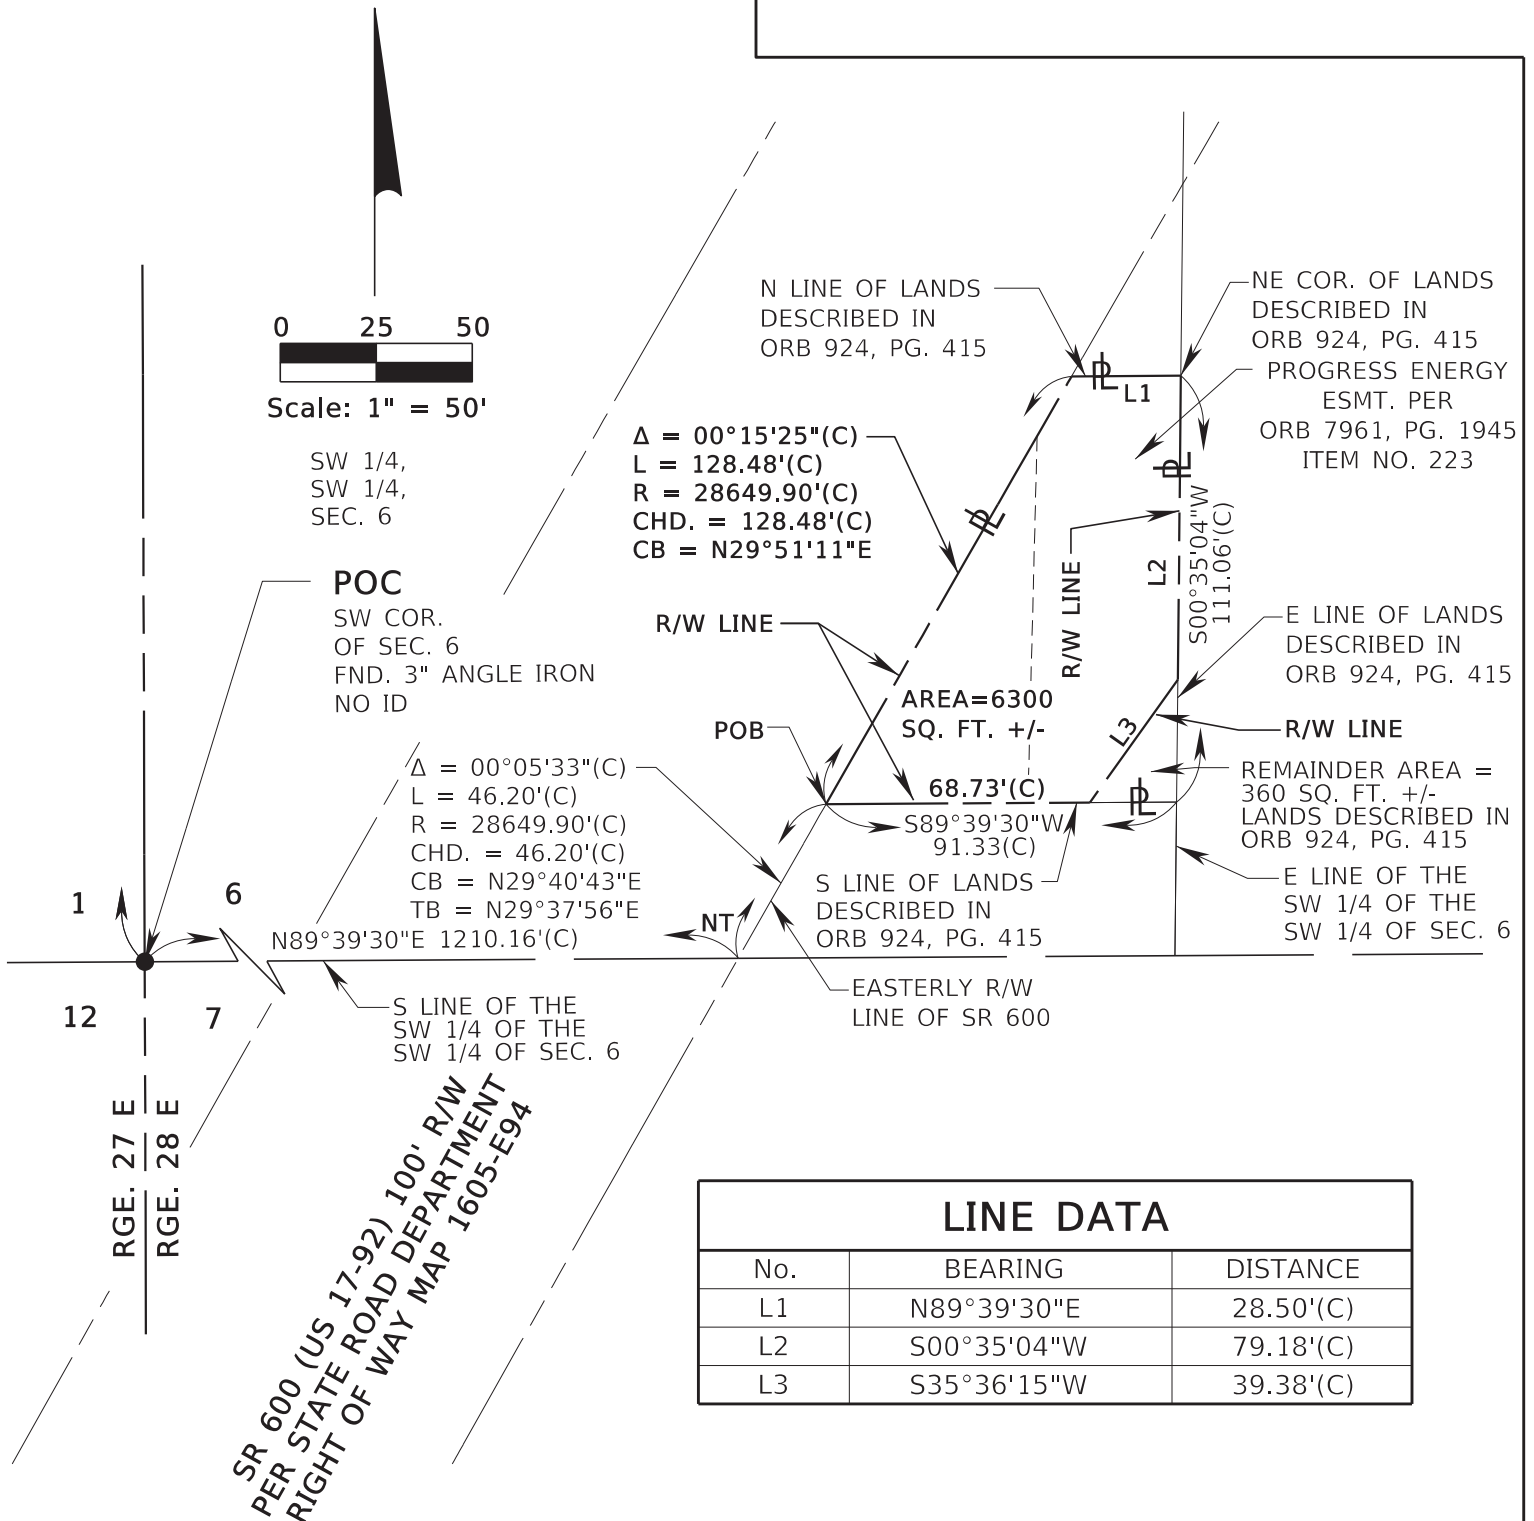 0 25 50
Scale: 1" = 50'
SW 1/4,
SW 1/4,
SEC. 6
POC
SW COR.
OF SEC. 6
FND. 3" ANGLE IRON
NO ID
N LINE OF LANDS
DESCRIBED IN
ORB 924, PG. 415
NE COR. OF LANDS
DESCRIBED IN
ORB 924, PG. 415
PROGRESS ENERGY
ESMT. PER
ORB 7961, PG. 1945
ITEM NO. 223
PL
L1
Δ = 00°15'25"(C)
L = 128.48'(C)
R = 28649.90'(C)
CHD. = 128.48'(C)
CB = N29°51'11"E
PL
PL
R/W LINE
L2
S00°35'04"W
111.06'(C)
R/W LINE
E LINE OF LANDS
DESCRIBED IN
ORB 924, PG. 415
AREA=6300
SQ. FT. +/-
L3
R/W LINE
POB
Δ = 00°05'33"(C)
L = 46.20'(C)
R = 28649.90'(C)
CHD. = 46.20'(C)
CB = N29°40'43"E
TB = N29°37'56"E
68.73'(C)
PL
S89°39'30"W
91.33(C)
REMAINDER AREA =
360 SQ. FT. +/-
LANDS DESCRIBED IN
ORB 924, PG. 415
S LINE OF LANDS
DESCRIBED IN
ORB 924, PG. 415
E LINE OF THE
SW 1/4 OF THE
SW 1/4 OF SEC. 6
1
6
NT
N89°39'30"E 1210.16'(C)
12
7
S LINE OF THE
SW 1/4 OF THE
SW 1/4 OF SEC. 6
EASTERLY R/W
LINE OF SR 600
RGE. 27 E
RGE. 28 E
SR 600 (US 17-92) 100' R/W
PER STATE ROAD DEPARTMENT
RIGHT OF WAY MAP 1605-E94
LINE DATA
No. BEARING DISTANCE
L1 N89°39'30"E 28.50'(C)
L2 S00°35'04"W 79.18'(C)
L3 S35°36'15"W 39.38'(C)